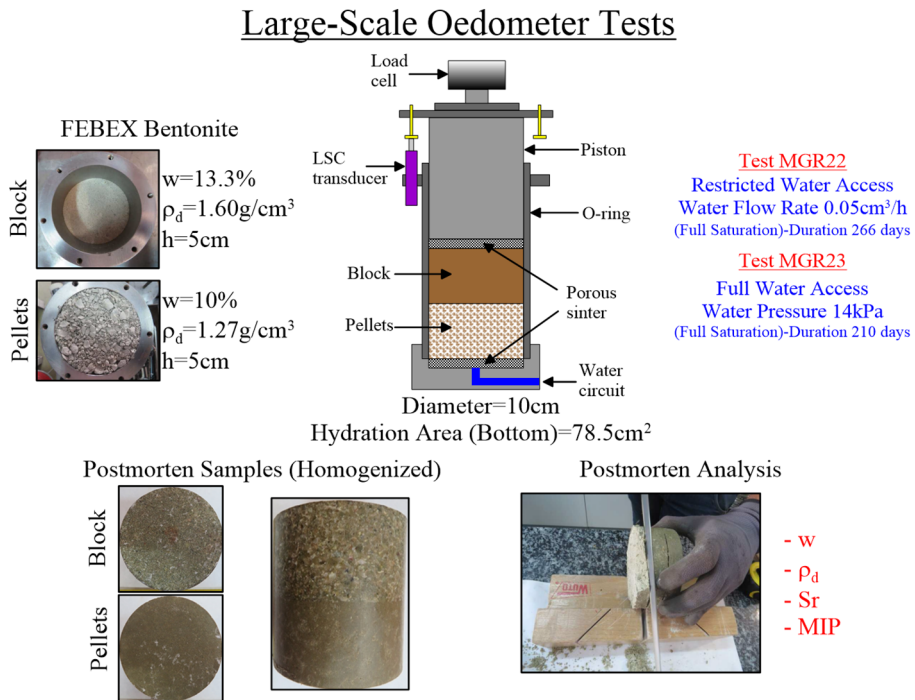 Large-Scale Oedometer Tests
FEBEX Bentonite
Block
w=13.3%
ρd=1.60g/cm³
h=5cm
Pellets
w=10%
ρd=1.27g/cm³
h=5cm
Load
cell
LSC
transducer
Piston
O-ring
Block
Pellets
Porous
sinter
Water
circuit
Diameter=10cm
Hydration Area (Bottom)=78.5cm²
Test MGR22
Restricted Water Access
Water Flow Rate 0.05cm³/h
(Full Saturation)-Duration 266 days
Test MGR23
Full Water Access
Water Pressure 14kPa
(Full Saturation)-Duration 210 days
Postmorten Samples (Homogenized)
Block
Pellets
Postmorten Analysis
- w
- ρd
- Sr
- MIP